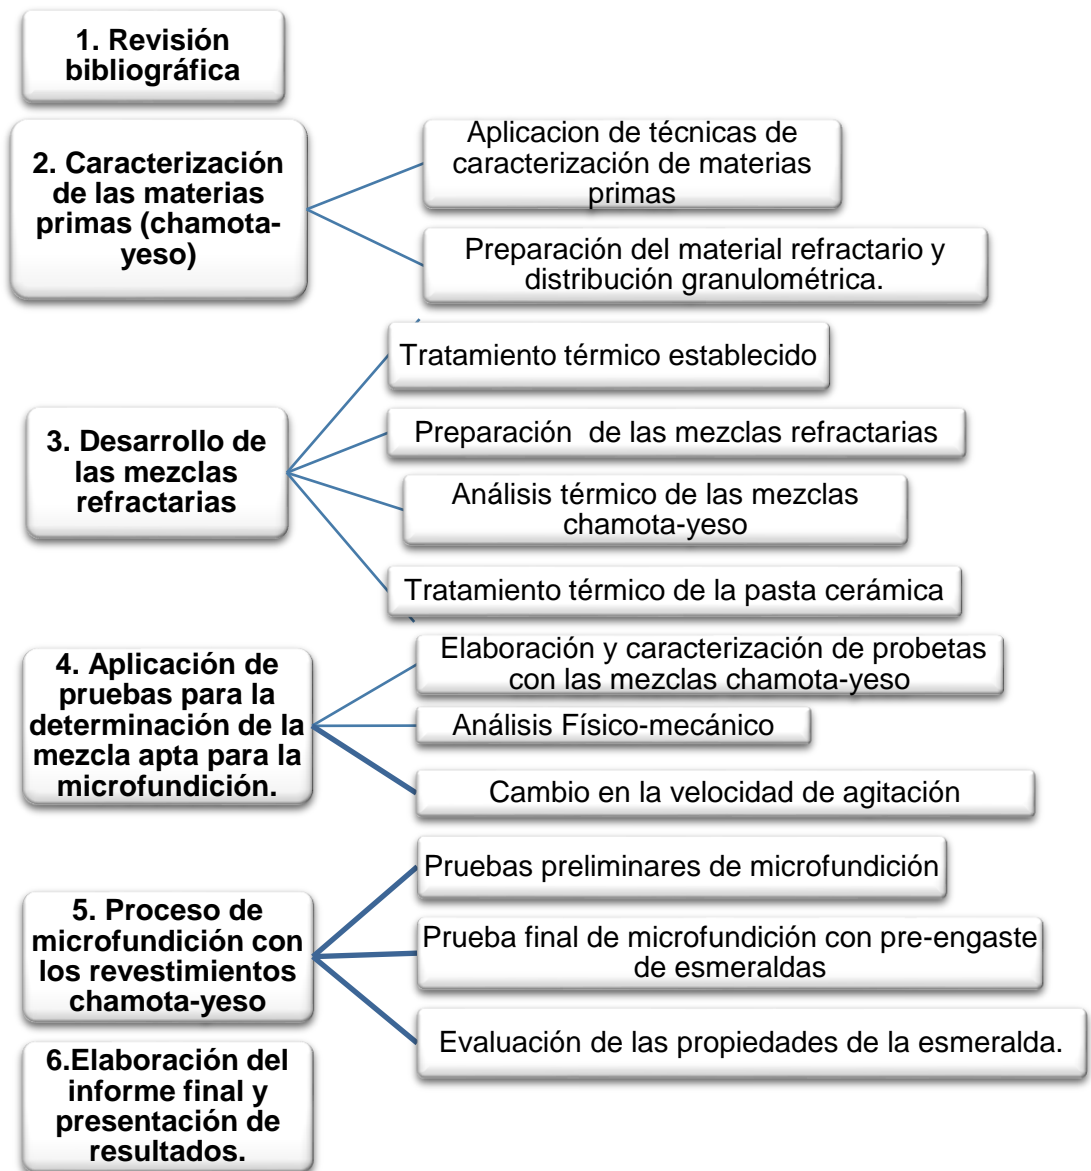 1. Revisión
bibliográfica
2. Caracterización
de las materias
primas (chamota-
yeso)
Aplicacion de técnicas de
caracterización de materias
primas
Preparación del material refractario y
distribución granulométrica.
3. Desarrollo de
las mezclas
refractarias
Tratamiento térmico establecido
Preparación de las mezclas refractarias
Análisis térmico de las mezclas
chamota-yeso
Tratamiento térmico de la pasta cerámica
4. Aplicación de
pruebas para la
determinación de la
mezcla apta para la
microfundición.
Elaboración y caracterización de probetas
con las mezclas chamota-yeso
Análisis Físico-mecánico
Cambio en la velocidad de agitación
5. Proceso de
microfundición con
los revestimientos
chamota-yeso
Pruebas preliminares de microfundición
Prueba final de microfundición con pre-engaste
de esmeraldas
Evaluación de las propiedades de la esmeralda.
6.Elaboración del
informe final y
presentación de
resultados.